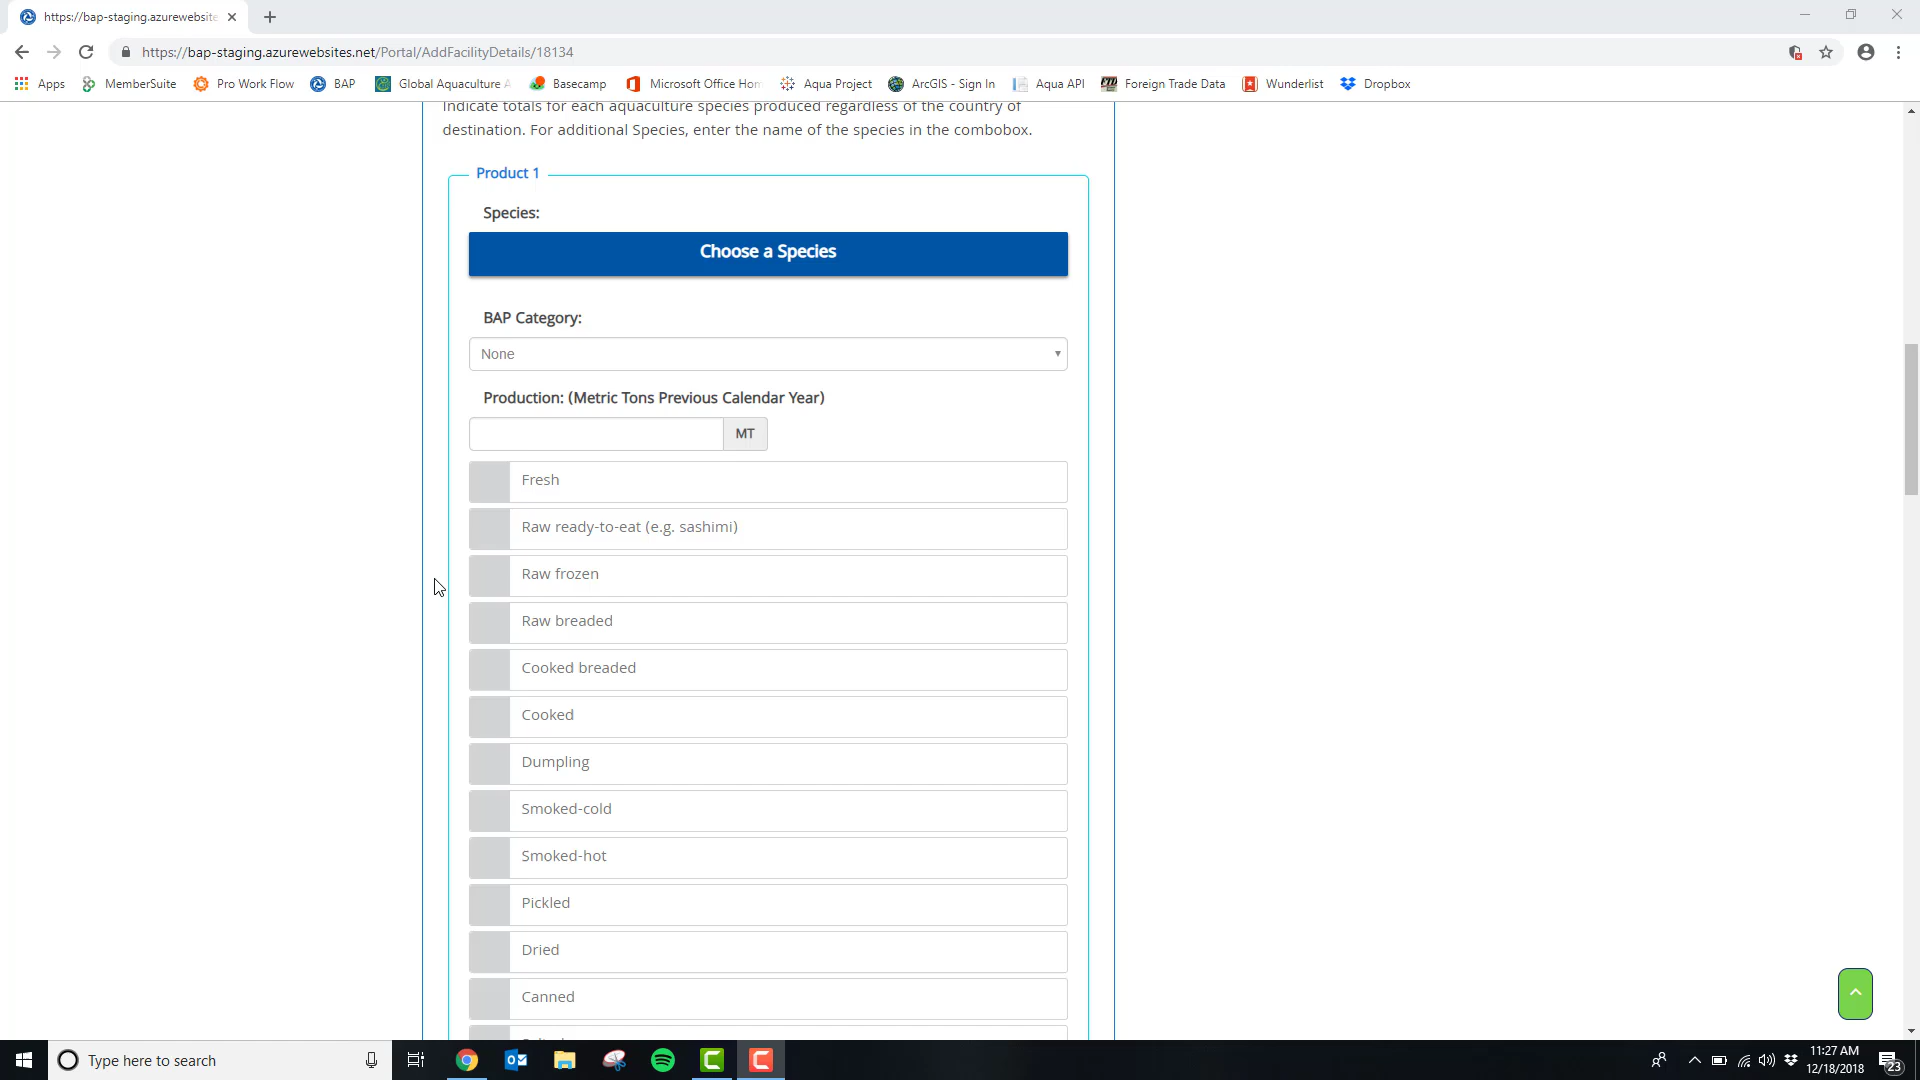 https://bap-staging.azurewebsite
https://bap-staging.azurewebsites.net/Portal/AddFacilityDetails/18134
Apps MemberSuite Pro Work Flow BAP Global Aquaculture A Basecamp Microsoft Office Hom Aqua Project ArcGIS - Sign In Aqua API Foreign Trade Data Wunderlist Dropbox
Indicate totals for each aquaculture species produced regardless of the country of
destination. For additional Species, enter the name of the species in the combobox.
Product 1
Species:
Choose a Species
BAP Category:
None
Production: (Metric Tons Previous Calendar Year)
MT
Fresh
Raw ready-to-eat (e.g. sashimi)
Raw frozen
Raw breaded
Cooked breaded
Cooked
Dumpling
Smoked-cold
Smoked-hot
Pickled
Dried
Canned
Type here to search
11:27 AM
12/18/2018
23